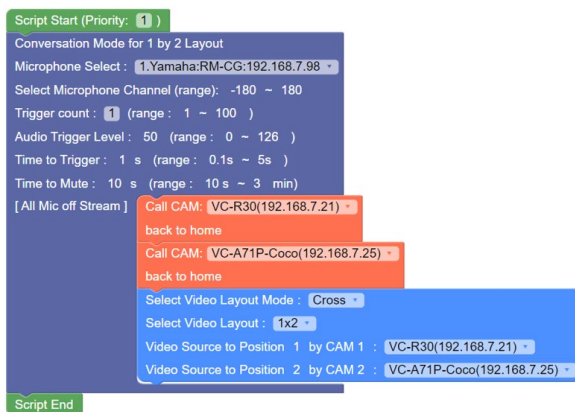 Script Start (Priority: 1 )
Conversation Mode for 1 by 2 Layout
Microphone Select : 1.Yamaha:RM-CG:192.168.7.98
Select Microphone Channel (range): -180 ~ 180
Trigger count : 1 (range : 1 ~ 100 )
Audio Trigger Level : 50 (range : 0 ~ 126 )
Time to Trigger : 1 s (range : 0.1s ~ 5s )
Time to Mute : 10 s (range : 10 s ~ 3 min)
[ All Mic off Stream ] Call CAM: VC-R30(192.168.7.21)
back to home
Call CAM: VC-A71P-Coco(192.168.7.25)
back to home
Select Video Layout Mode : Cross
Select Video Layout : 1x2
Video Source to Position 1 by CAM 1 : VC-R30(192.168.7.21)
Video Source to Position 2 by CAM 2 : VC-A71P-Coco(192.168.7.25)
Script End